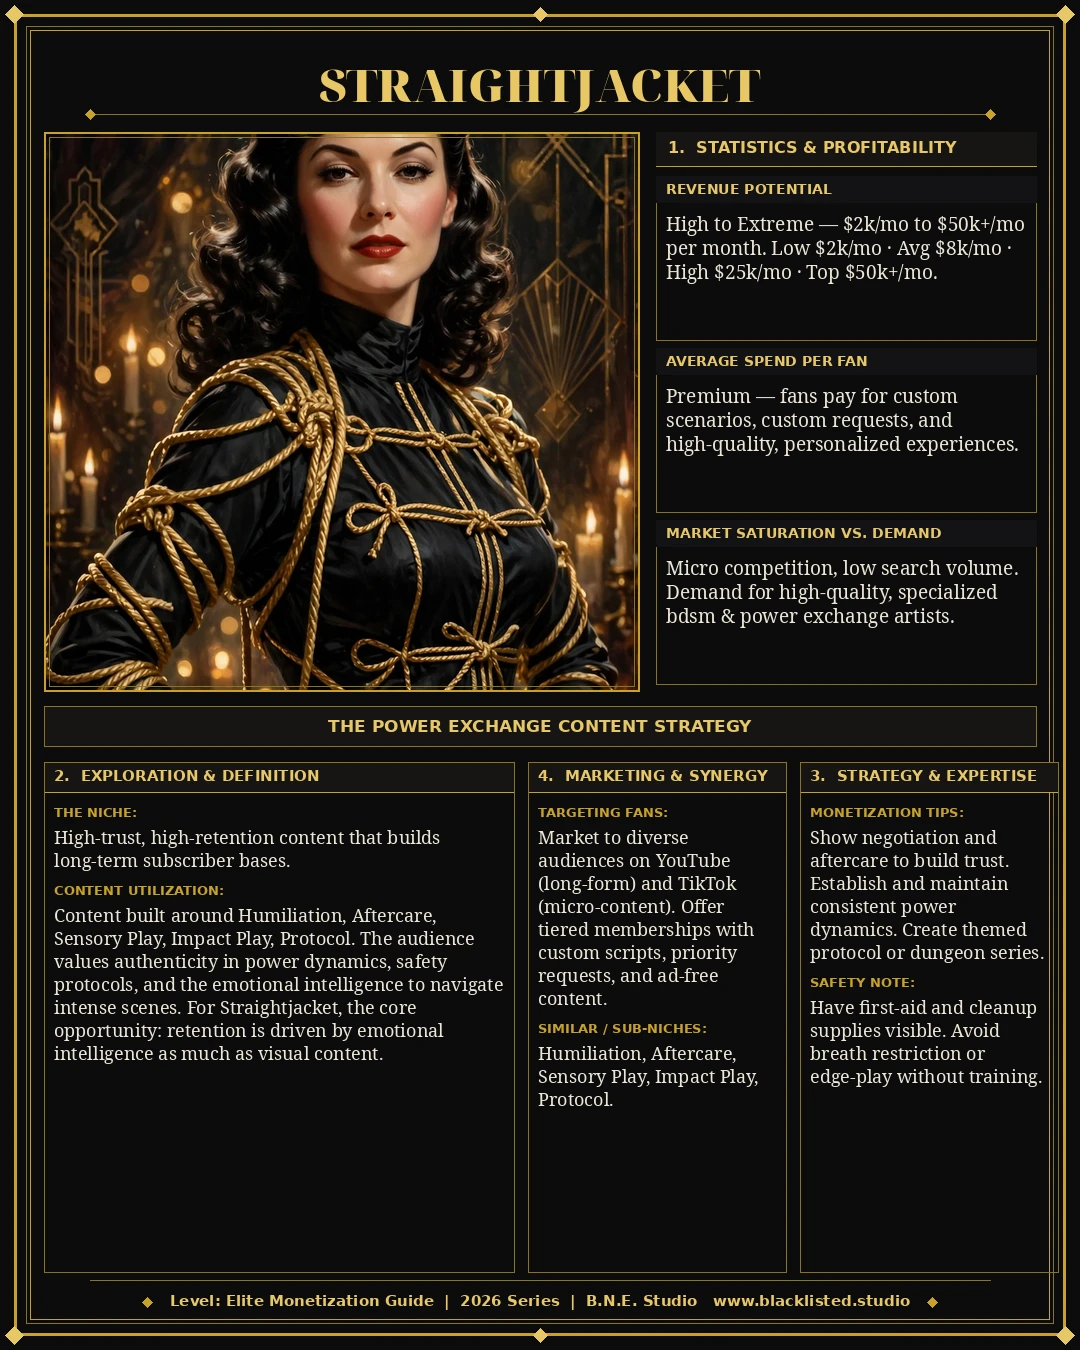 STRAIGHTJACKET
1. STATISTICS & PROFITABILITY
REVENUE POTENTIAL
High to Extreme — $2k/mo to $50k+/mo
per month. Low $2k/mo · Avg $8k/mo ·
High $25k/mo · Top $50k+/mo.
AVERAGE SPEND PER FAN
Premium — fans pay for custom
scenarios, custom requests, and
high-quality, personalized experiences.
MARKET SATURATION VS. DEMAND
Micro competition, low search volume.
Demand for high-quality, specialized
bdsm & power exchange artists.
THE POWER EXCHANGE CONTENT STRATEGY
2. EXPLORATION & DEFINITION
THE NICHE:
High-trust, high-retention content that builds
long-term subscriber bases.
CONTENT UTILIZATION:
Content built around Humiliation, Aftercare,
Sensory Play, Impact Play, Protocol. The audience
values authenticity in power dynamics, safety
protocols, and the emotional intelligence to navigate
intense scenes. For Straightjacket, the core
opportunity: retention is driven by emotional
intelligence as much as visual content.
4. MARKETING & SYNERGY
TARGETING FANS:
Market to diverse
audiences on YouTube
(long-form) and TikTok
(micro-content). Offer
tiered memberships with
custom scripts, priority
requests, and ad-free
content.
SIMILAR / SUB-NICHES:
Humiliation, Aftercare,
Sensory Play, Impact Play,
Protocol.
3. STRATEGY & EXPERTISE
MONETIZATION TIPS:
Show negotiation and
aftercare to build trust.
Establish and maintain
consistent power
dynamics. Create themed
protocol or dungeon series.
SAFETY NOTE:
Have first-aid and cleanup
supplies visible. Avoid
breath restriction or
edge-play without training.
Level: Elite Monetization Guide | 2026 Series | B.N.E. Studio www.blacklisted.studio